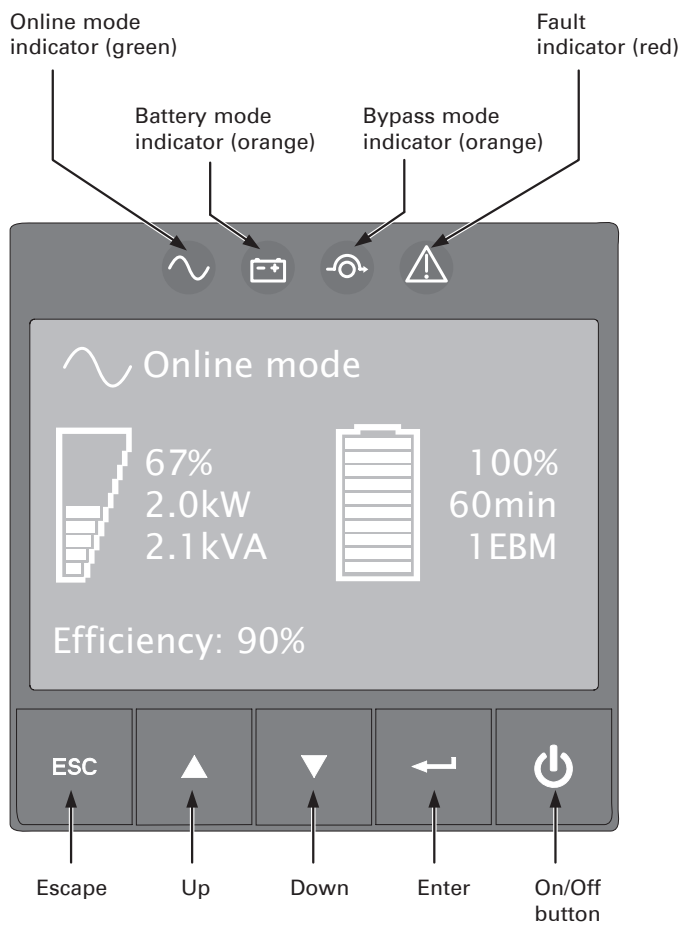 Online mode
indicator (green)
Fault
indicator (red)
Battery mode
indicator (orange)
Bypass mode
indicator (orange)
Online mode
67%
2.0kW
2.1kVA
100%
60min
1EBM
Efficiency: 90%
ESC
Escape
Up
Down
Enter
On/Off
button